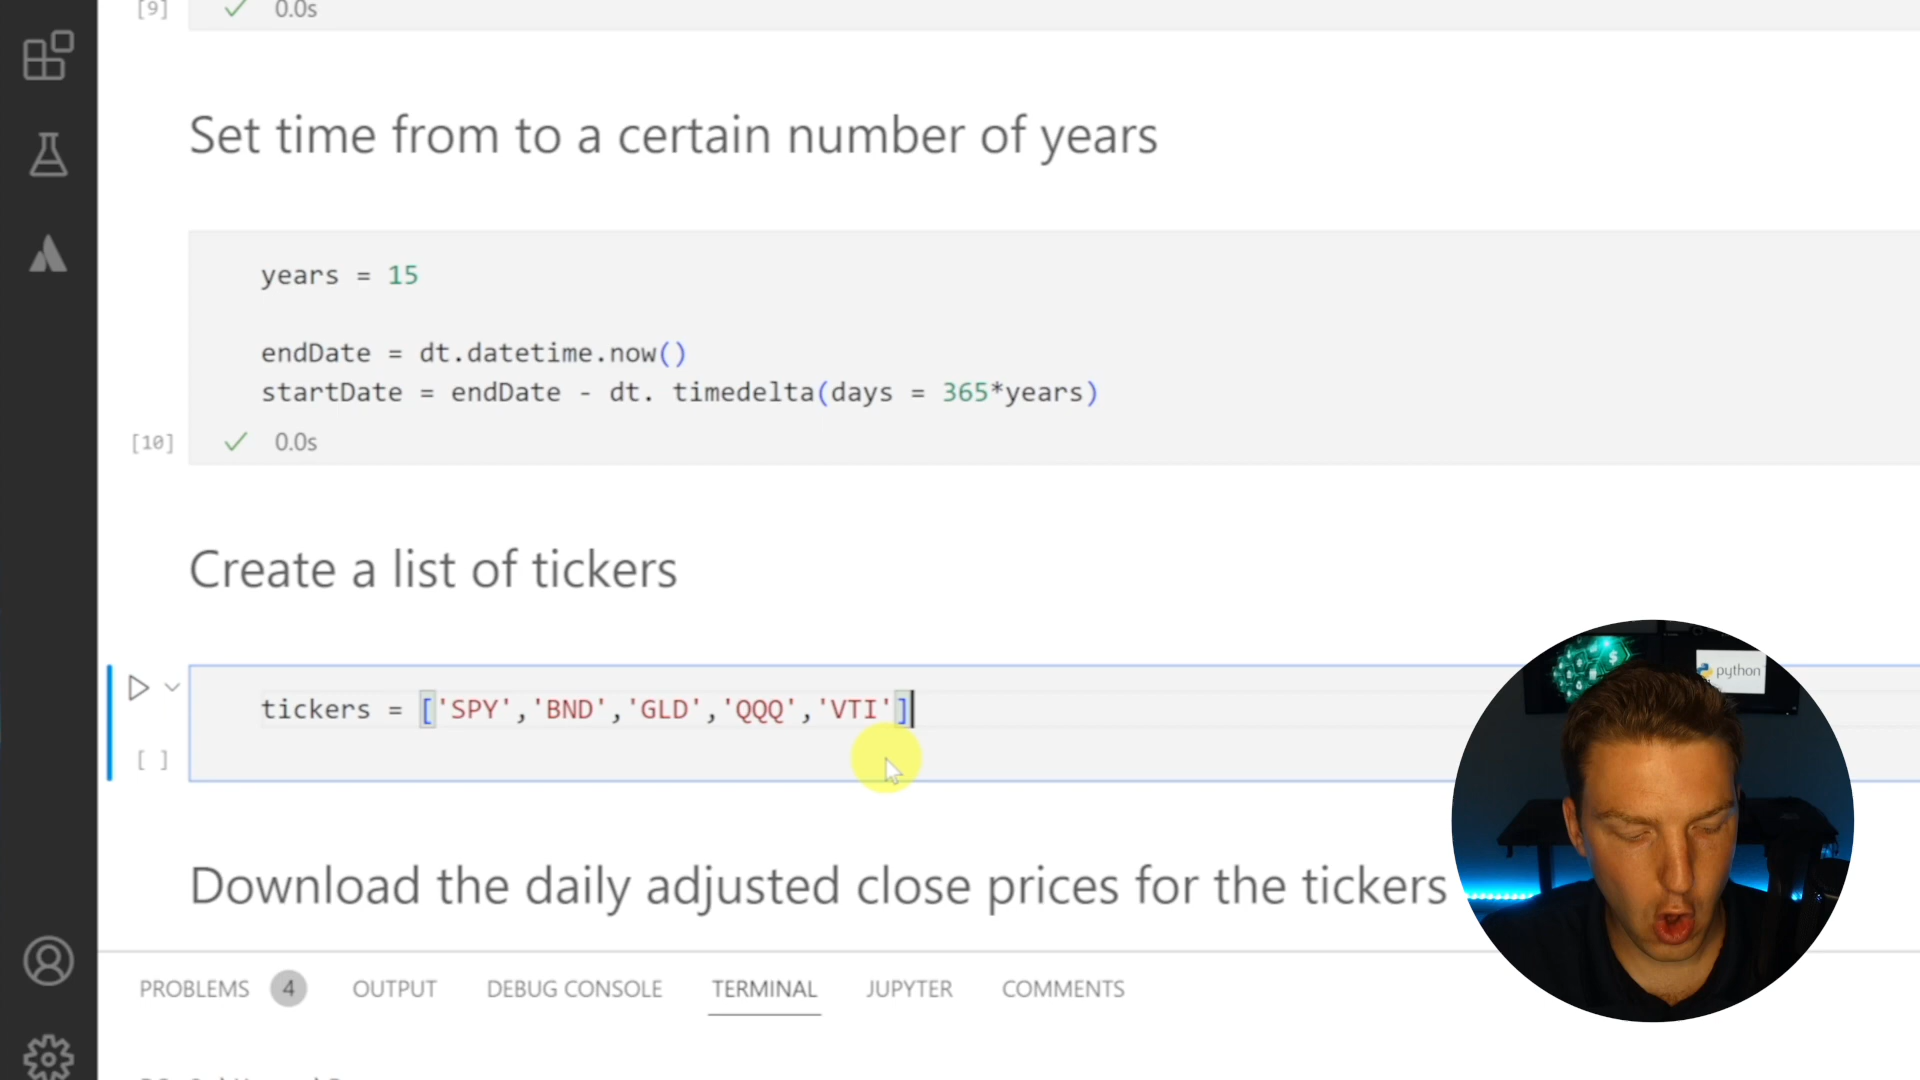 [9] 0.0s
Set time from to a certain number of years
years = 15
endDate = dt.datetime.now()
startDate = endDate - dt. timedelta(days = 365*years)
[10] 0.0s
Create a list of tickers
tickers = ['SPY','BND','GLD','QQQ','VTI']
[ ]
python
Download the daily adjusted close prices for the tickers
PROBLEMS 4 OUTPUT DEBUG CONSOLE TERMINAL JUPYTER COMMENTS